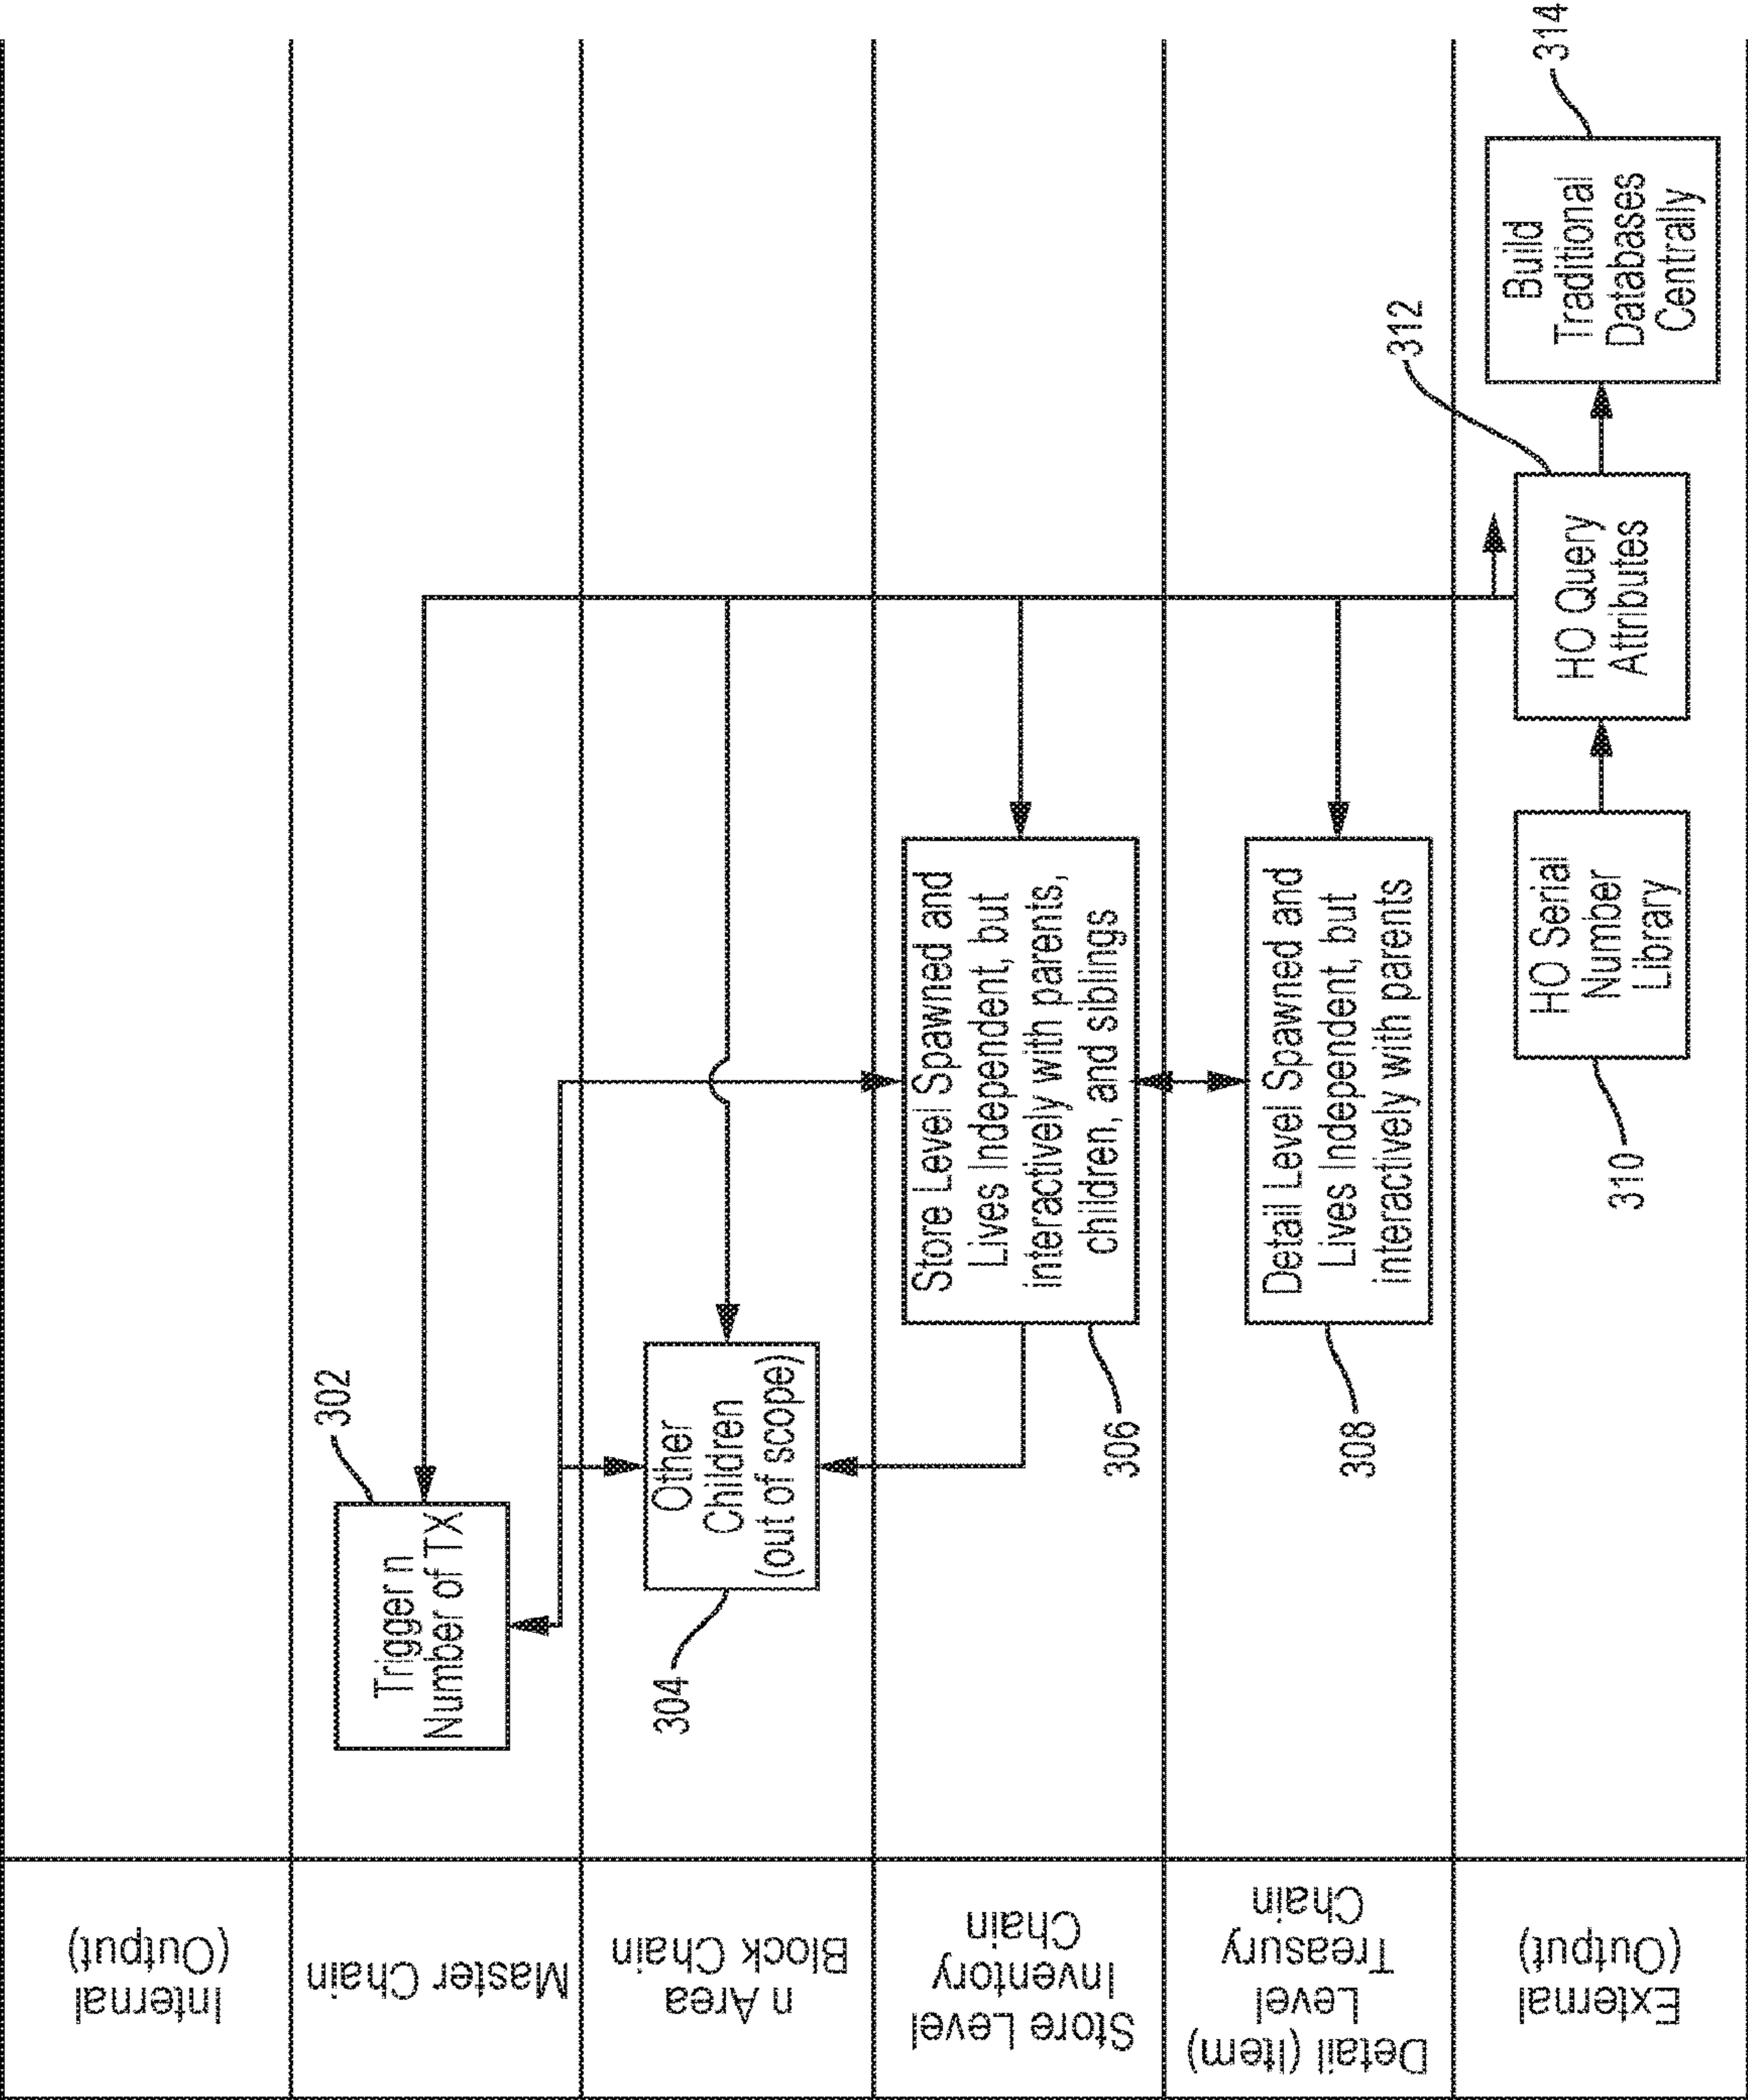 Internal
(Output)
Master Chain
302
Trigger n
Number of TX
n Area
Block Chain
304
Other
Children
(out of scope)
Store Level
Inventory
Chain
306
Store Level Spawned and
Lives Independent, but
interactively with parents,
children, and siblings
Detail (Item)
Level
Treasury
Chain
308
Detail Level Spawned and
Lives Independent, but
interactively with parents
External
(Output)
310
HO Serial
Number
Library
312
HO Query
Attributes
314
Build
Traditional
Databases
Centrally